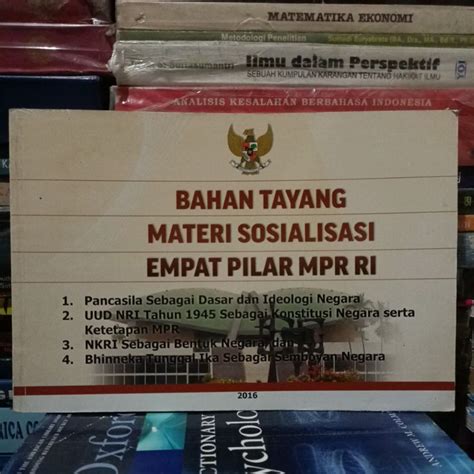 MATEMATIKA EKONOMI
Metodologi Penelitian
Ilmu dalam Perspektif
SEBUAH KUMPULAN KARANGAN TENTANG HAKIKAT ILMU
ANALISIS KESALAHAN BERBAHASA INDONESIA
BAHAN TAYANG
MATERI SOSIALISASI
EMPAT PILAR MPR RI
1. Pancasila Sebagai Dasar dan Ideologi Negara
2. UUD NRI Tahun 1945 Sebagai Konstitusi Negara serta
Ketetapan MPR
3. NKRI Sebagai Bentuk Negara, dan
4. Bhinneka Tunggal Ika Sebagai Semboyan Negara
2016